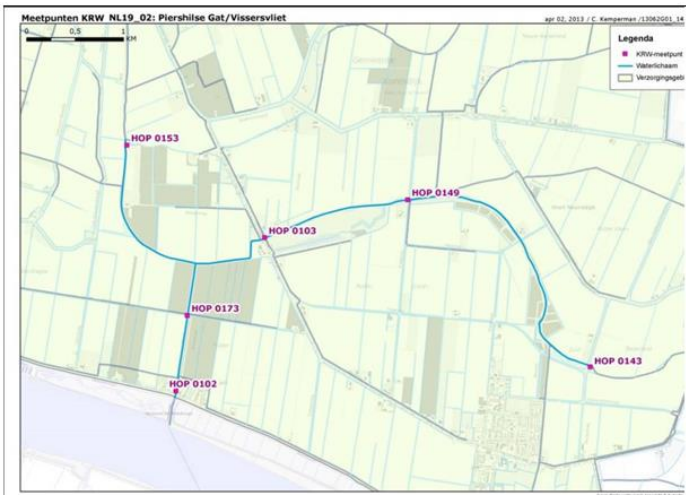 Meetpunten KRW NL19_02: Piershilse Gat/Vissersvliet
apr 02, 2013 / C. Kemperman /13062G01_14
0 0,5 1
KM
Legenda
KRW-meetpunt
Waterlichaam
Verzorgingsgebi
HOP 0153
HOP 0149
HOP 0103
HOP 0173
HOP 0143
HOP 0102